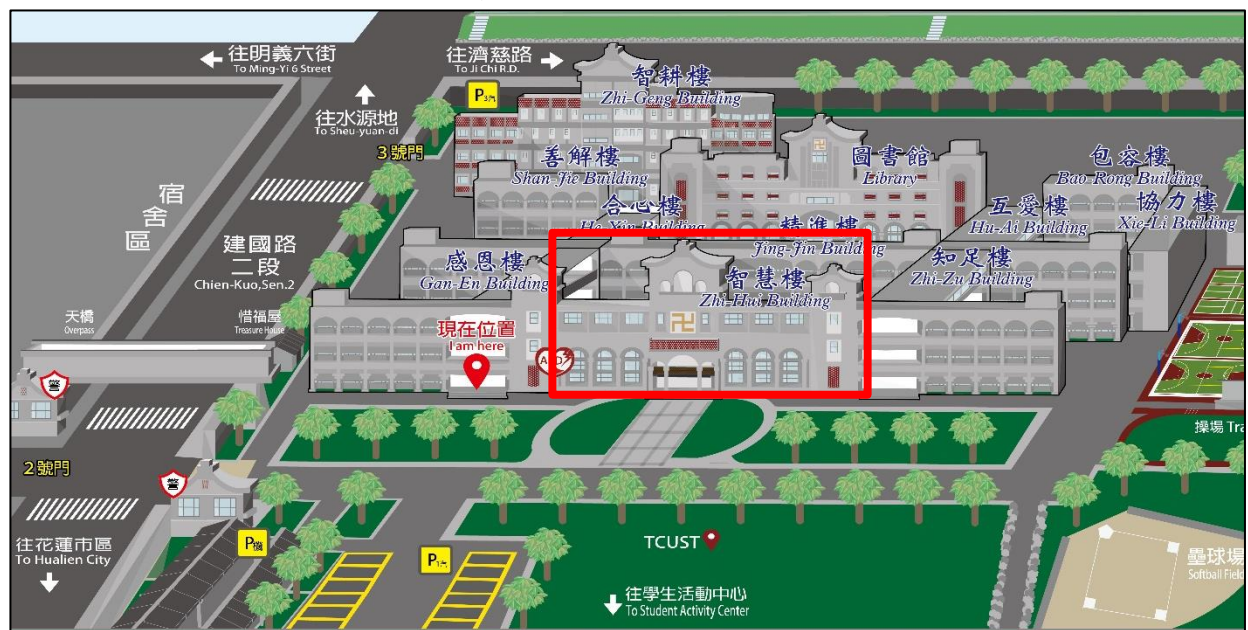 往明義六街
To Ming-Yi 6 Street
往濟慈路
To Ji Chi R.D.
往水源地
To Sheu-yuan-di
3號門
智耕樓
Zhi-Geng Building
善解樓
Shan-Jie Building
圖書館
Library
包容樓
Bao-Rong Building
合心樓
He-Xin Building
精準樓
Jing-Jin Building
互愛樓
Hu-Ai Building
協力樓
Xie-Li Building
宿舍區
建國路
二段
Chien-Kuo,Sen.2
感恩樓
Gan-En Building
智慧樓
Zhi-Hui Building
知足樓
Zhi-Zu Building
天橋
Overpass
惜福屋
Treasure House
現在位置
I am here
卍
警
2號門
警
操場 Tra
往花蓮市區
To Hualien City
TCUST
往學生活動中心
To Student Activity Center
壘球場
Softball Field